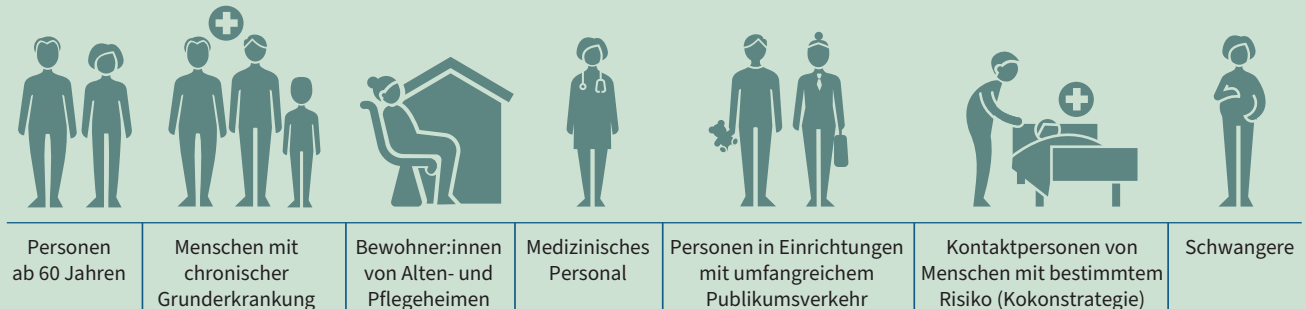 Personen
ab 60 Jahren
Menschen mit
chronischer
Grunderkrankung
Bewohner:innen
von Alten- und
Pflegeheimen
Medizinisches
Personal
Personen in Einrichtungen
mit umfangreichem
Publikumsverkehr
Kontaktpersonen von
Menschen mit bestimmtem
Risiko (Kokonstrategie)
Schwangere